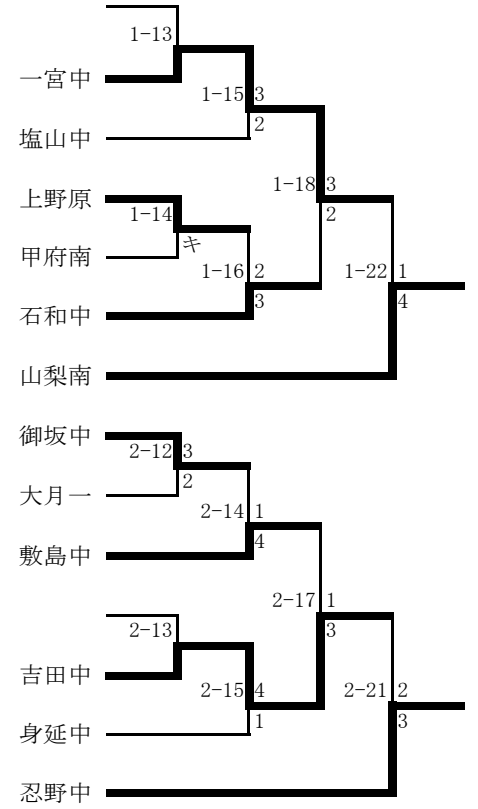 1-13
一宮中
1-15 3
塩山中 2
1-18 3
上野原
1-14 2
甲府南 キ
1-16 2 1-22 1
石和中 3 4
山梨南
御坂中
2-12 3
大月一 2
2-14 1
敷島中 4
2-17 1
2-13 3
吉田中
2-15 4 2-21 2
身延中 1 3
忍野中